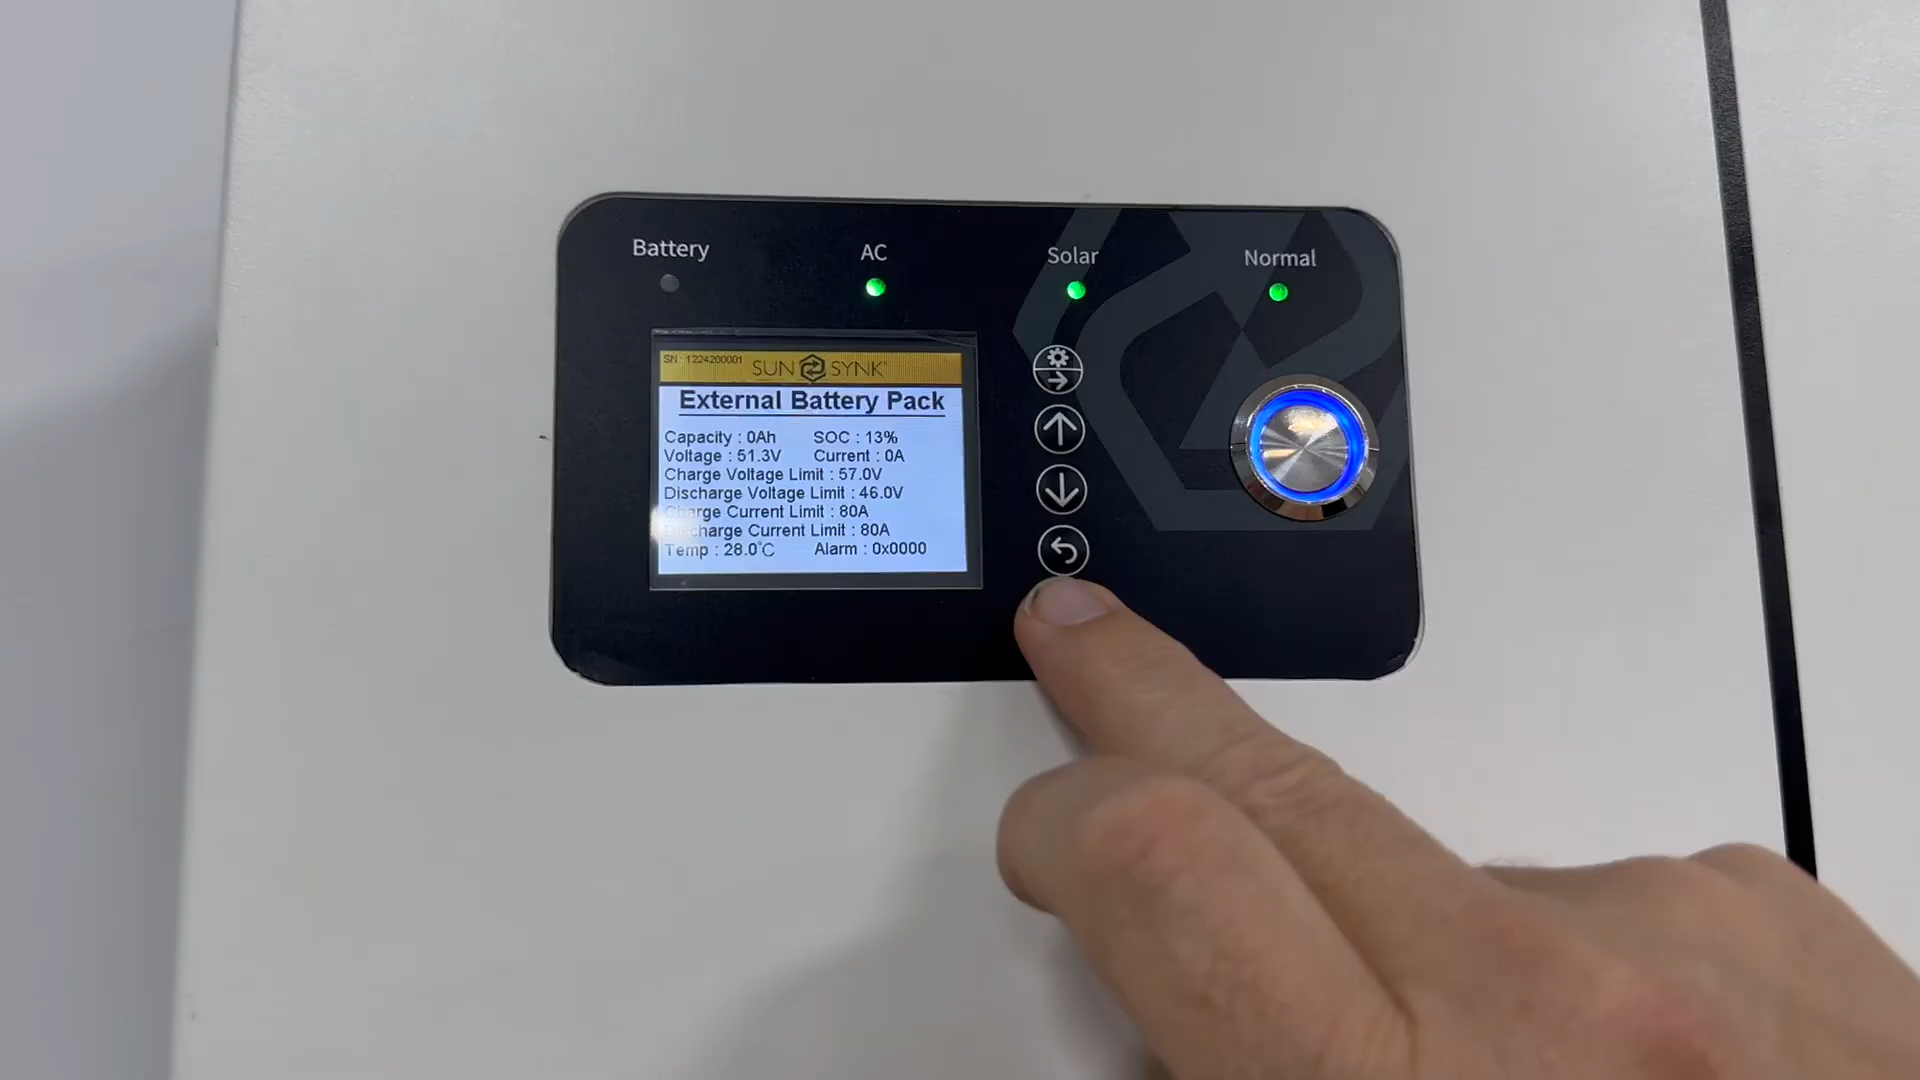 Battery
AC
Solar
Normal
SN: 1224200001
SUN SYNK
External Battery Pack
Capacity : 0Ah SOC : 13%
Voltage : 51.3V Current : 0A
Charge Voltage Limit : 57.0V
Discharge Voltage Limit : 46.0V
Charge Current Limit : 80A
Discharge Current Limit : 80A
Temp : 28.0°C Alarm : 0x0000